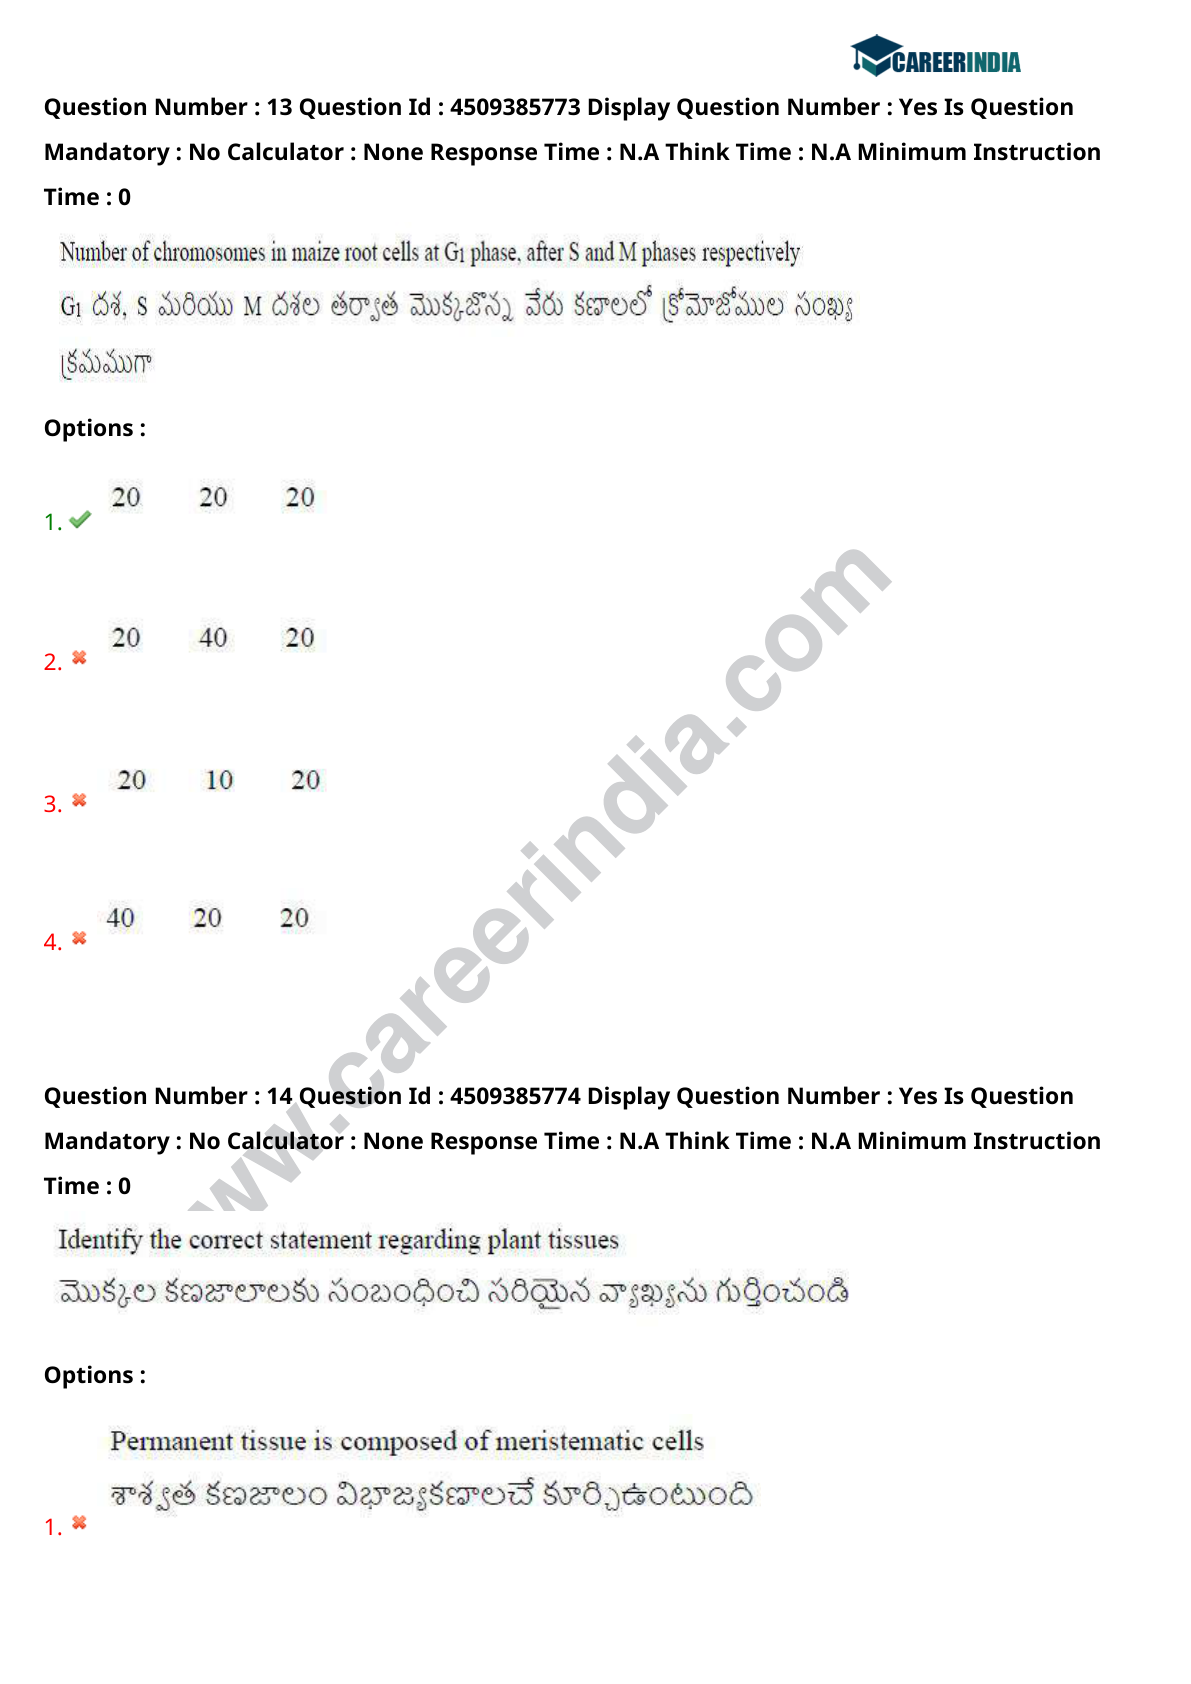 CAREERINDIA
Question Number : 13 Question Id : 4509385773 Display Question Number : Yes Is Question
Mandatory : No Calculator : None Response Time : N.A Think Time : N.A Minimum Instruction
Time : 0
Number of chromosomes in maize root cells at G1 phase, after S and M phases respectively
G1 దశ, S మరియు M దశల తర్వాత మొక్కజొన్న వేరు కణాలలో క్రోమోజోముల సంఖ్య
క్రమముగా
Options :
1. 20 20 20
2. 20 40 20
3. 20 10 20
4. 40 20 20
ww.careerindia.com
Question Number : 14 Question Id : 4509385774 Display Question Number : Yes Is Question
Mandatory : No Calculator : None Response Time : N.A Think Time : N.A Minimum Instruction
Time : 0
Identify the correct statement regarding plant tissues
మొక్కల కణజాలాలకు సంబంధించి సరియైన వ్యాఖ్యను గుర్తించండి
Options :
Permanent tissue is composed of meristematic cells
శాశ్వత కణజాలం విభాజ్యకణాలచే కూర్చిఉంటుంది
1.